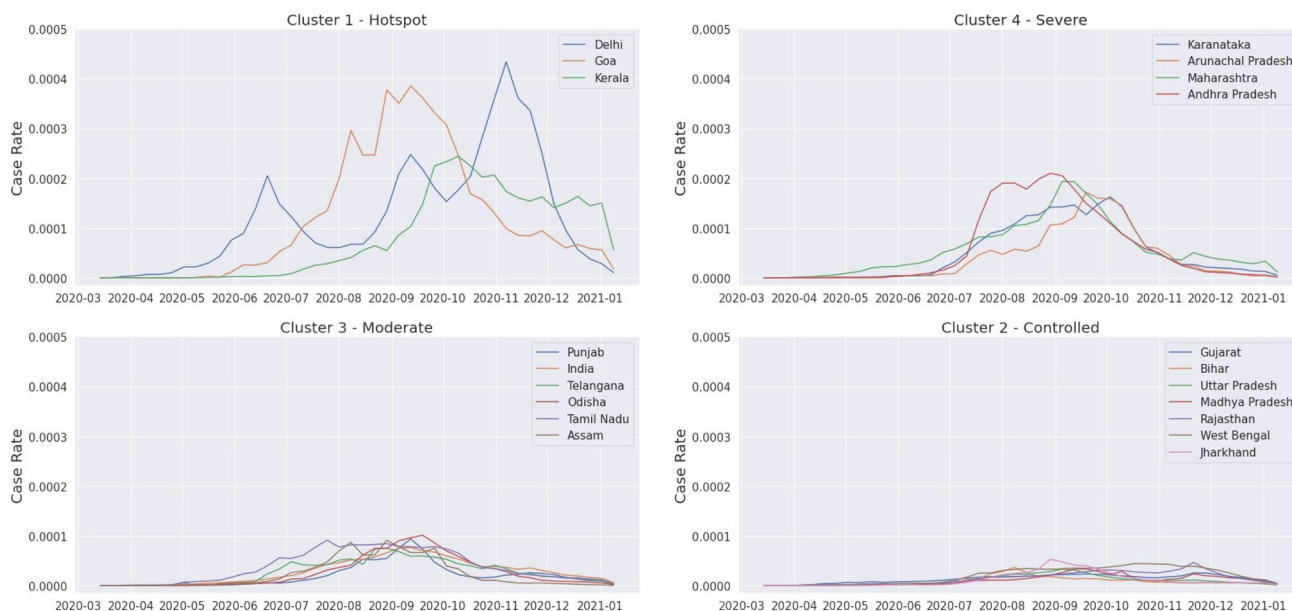 Cluster 1 - Hotspot
Case Rate
0.0005
0.0004
0.0003
0.0002
0.0001
0.0000
Delhi
Goa
Kerala
2020-03 2020-04 2020-05 2020-06 2020-07 2020-08 2020-09 2020-10 2020-11 2020-12 2021-01
Cluster 4 - Severe
Case Rate
0.0005
0.0004
0.0003
0.0002
0.0001
0.0000
Karanataka
Arunachal Pradesh
Maharashtra
Andhra Pradesh
2020-03 2020-04 2020-05 2020-06 2020-07 2020-08 2020-09 2020-10 2020-11 2020-12 2021-01
Cluster 3 - Moderate
Case Rate
0.0005
0.0004
0.0003
0.0002
0.0001
0.0000
Punjab
India
Telangana
Odisha
Tamil Nadu
Assam
2020-03 2020-04 2020-05 2020-06 2020-07 2020-08 2020-09 2020-10 2020-11 2020-12 2021-01
Cluster 2 - Controlled
Case Rate
0.0005
0.0004
0.0003
0.0002
0.0001
0.0000
Gujarat
Bihar
Uttar Pradesh
Madhya Pradesh
Rajasthan
West Bengal
Jharkhand
2020-03 2020-04 2020-05 2020-06 2020-07 2020-08 2020-09 2020-10 2020-11 2020-12 2021-01